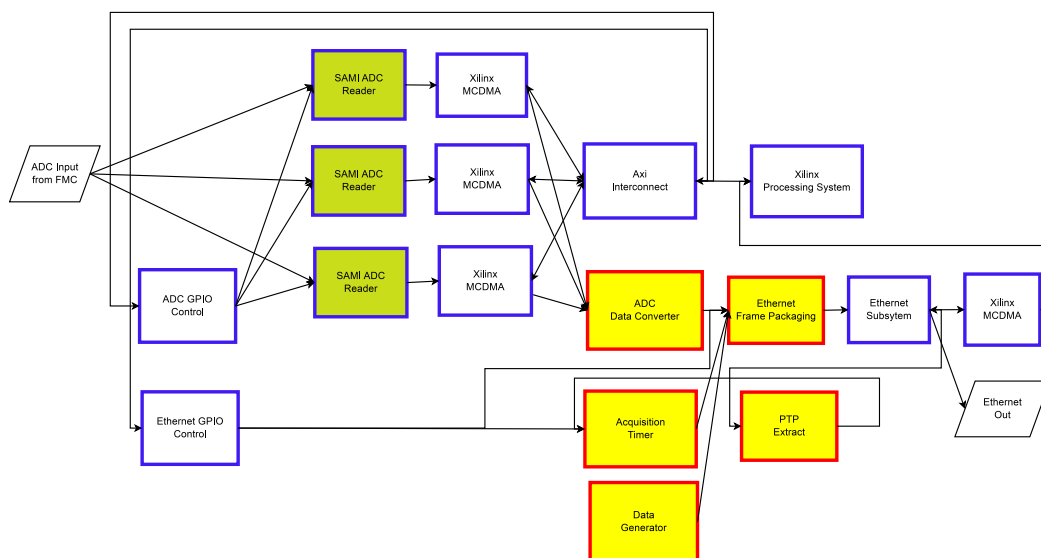 SAMI ADC
Reader
Xilinx
MCDMA
ADC Input
from FMC
SAMI ADC
Reader
Xilinx
MCDMA
Axi
Interconnect
Xilinx
Processing System
SAMI ADC
Reader
Xilinx
MCDMA
ADC GPIO
Control
ADC
Data Converter
Ethernet
Frame Packaging
Ethernet
Subsytem
Xilinx
MCDMA
Ethernet GPIO
Control
Acquisition
Timer
PTP
Extract
Ethernet
Out
Data
Generator